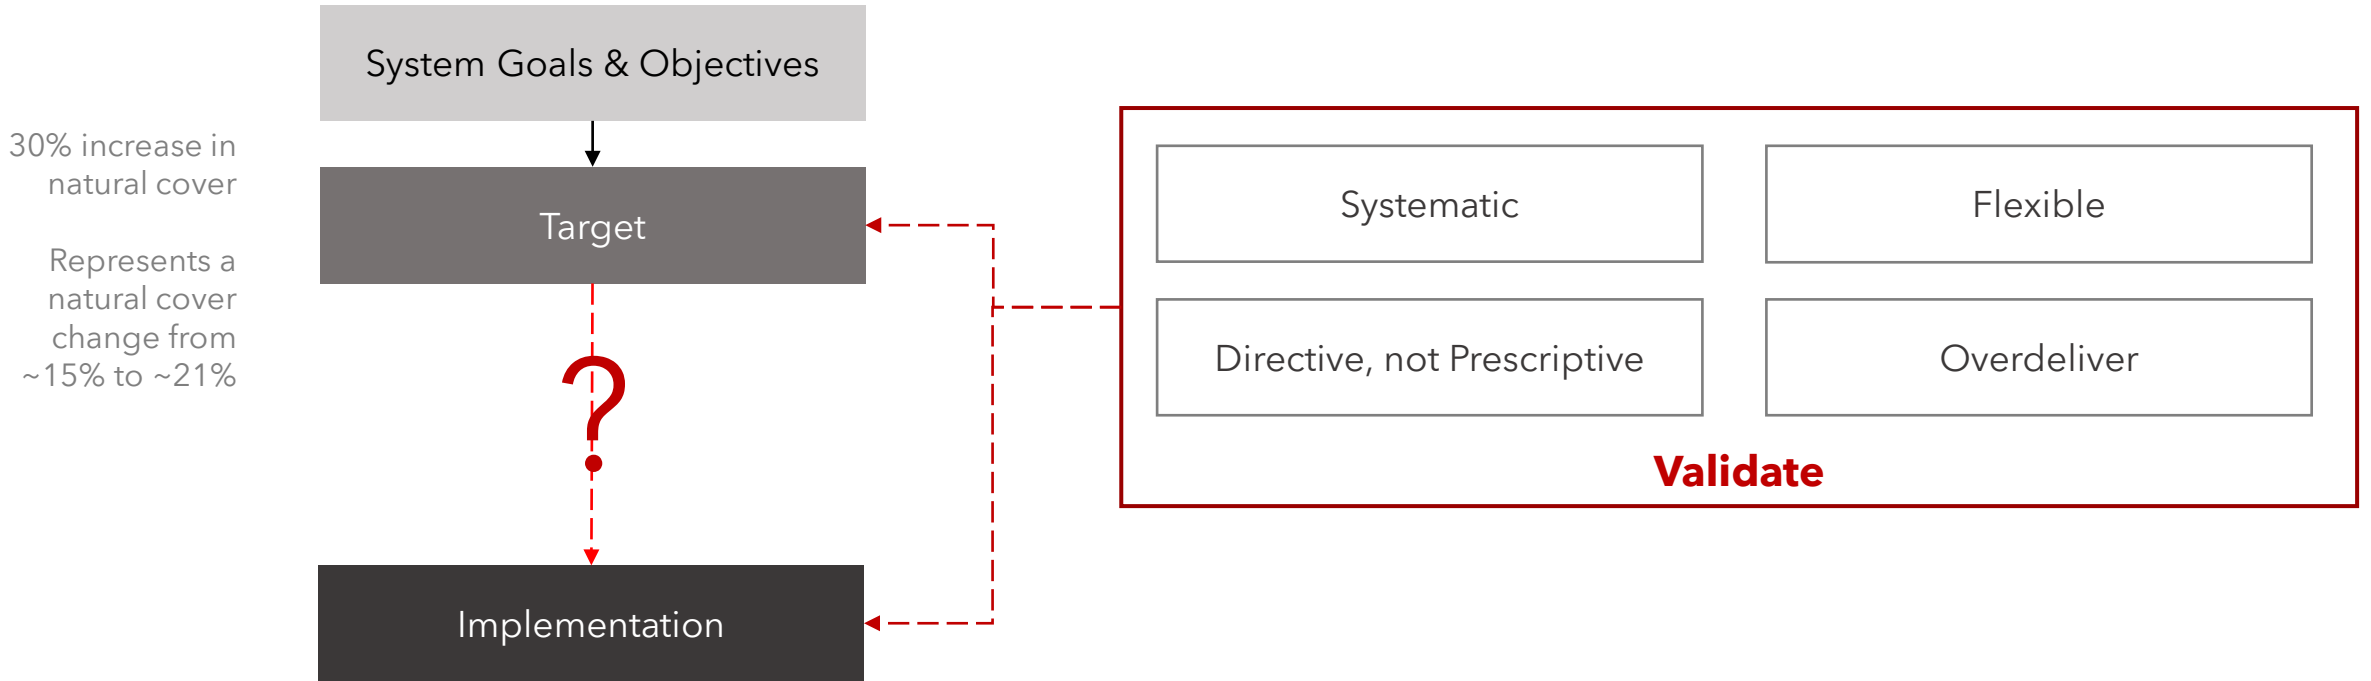 System Goals & Objectives
30% increase in
natural cover
Represents a
natural cover
change from
~15% to ~21%
Target
?
Implementation
Systematic
Flexible
Directive, not Prescriptive
Overdeliver
Validate